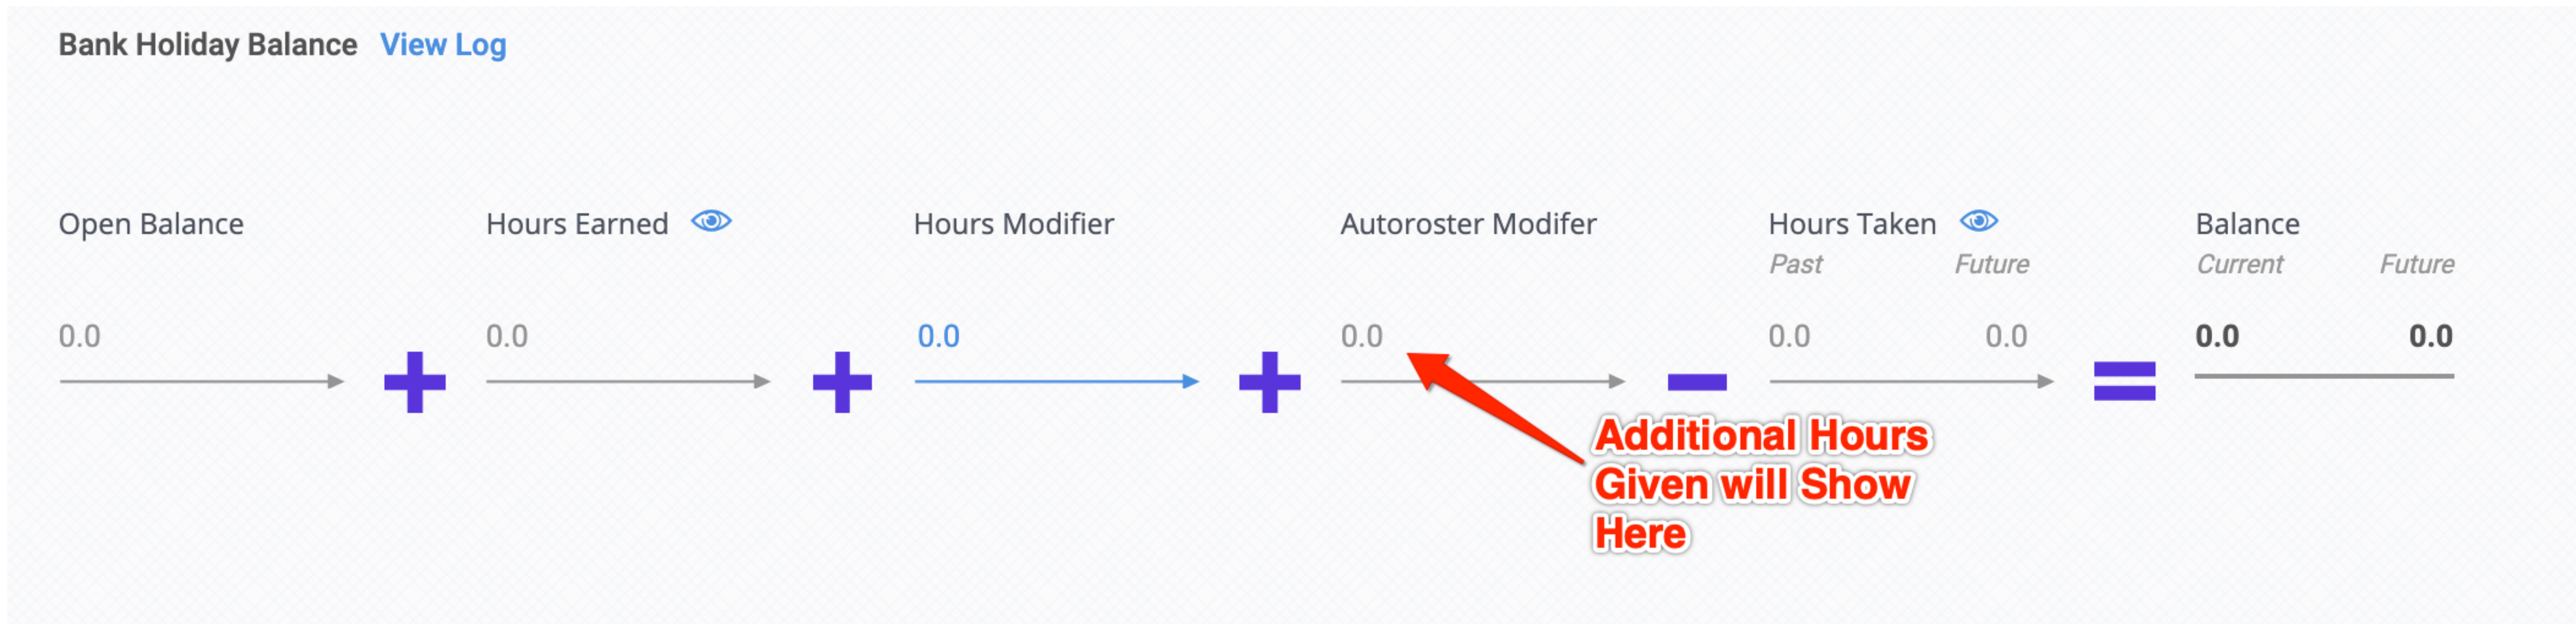 Bank Holiday Balance View Log
Open Balance Hours Earned Hours Modifier Autoroster Modifer Hours Taken Balance
Past Future Current Future
0.0 0.0 0.0 0.0 0.0 0.0 0.0 0.0
Additional Hours
Given will Show
Here